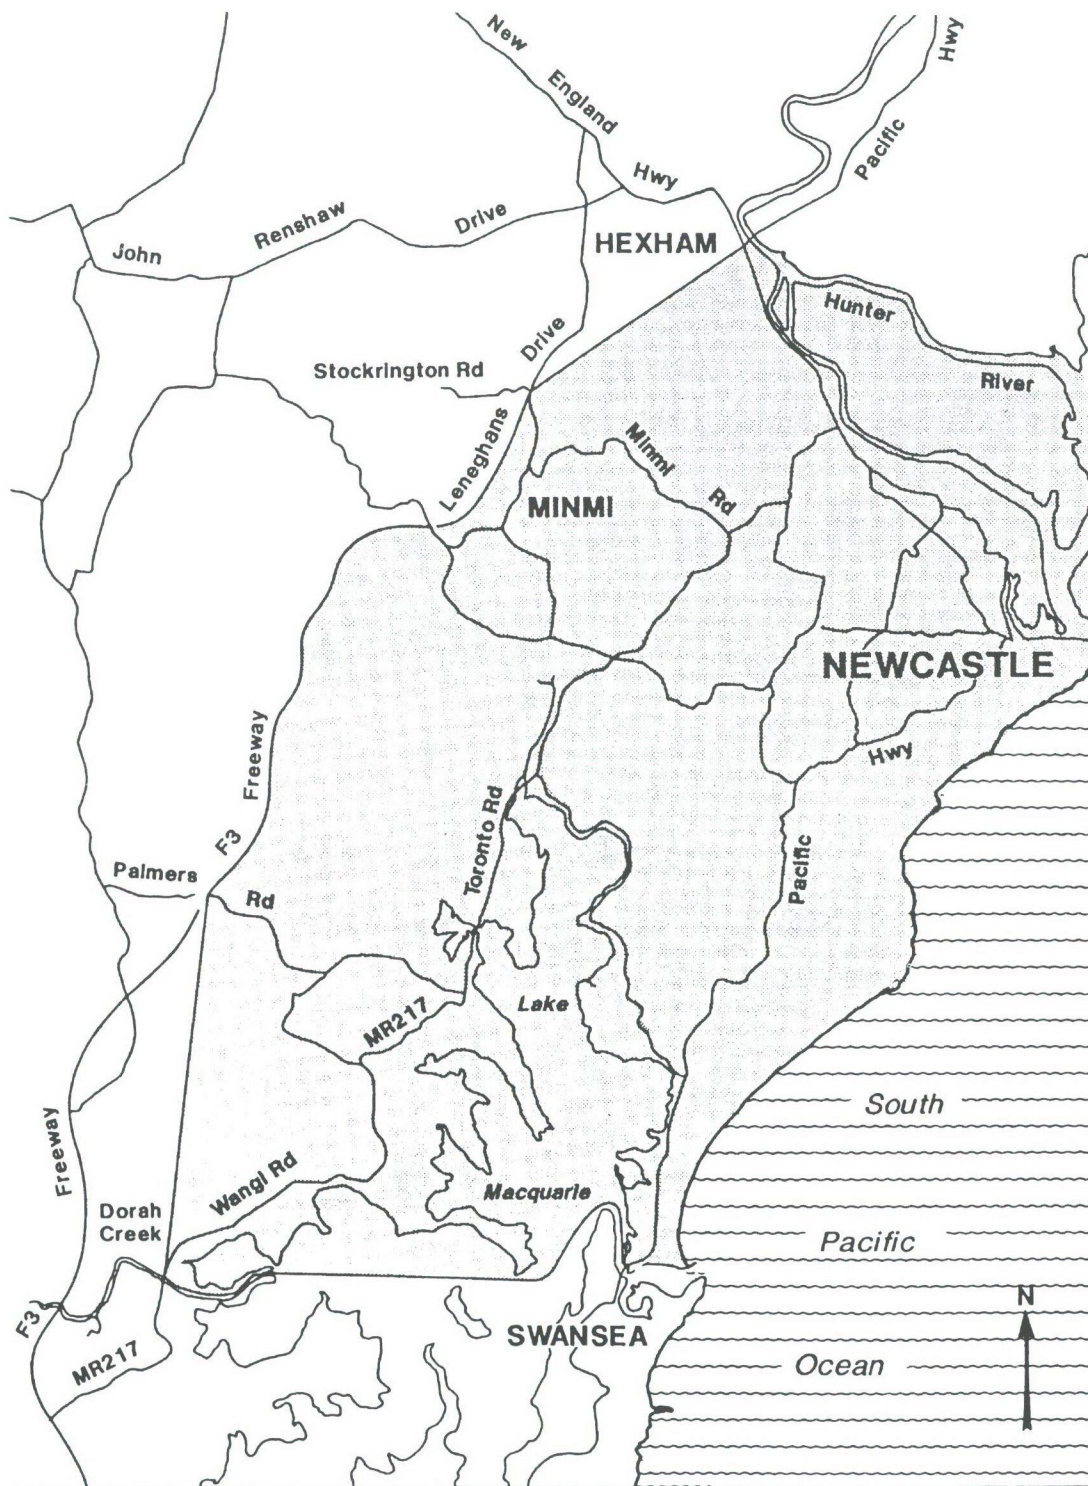 New
England
Hwy
Hwy
Pacific
John
Renshaw
Drive
HEXHAM
Hunter
River
Stockrington Rd
Drive
Leneghans
Minmi
Rd
MINMI
NEWCASTLE
Hwy
Pacific
Freeway
F3
Palmers
Rd
Toronto Rd
Lake
MR217
Macquarie
South
Pacific
Ocean
Freeway
Wangi Rd
Dorah
Creek
F3
MR217
SWANSEA
N